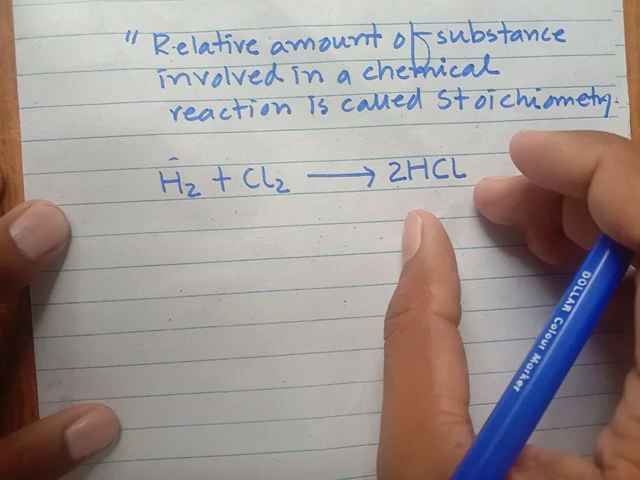 " Relative amount of substance
involved in a chemical
reaction is called Stoichiometry.
H₂ + Cl₂ ⟶ 2HCL
DOLLAR Colour Marker